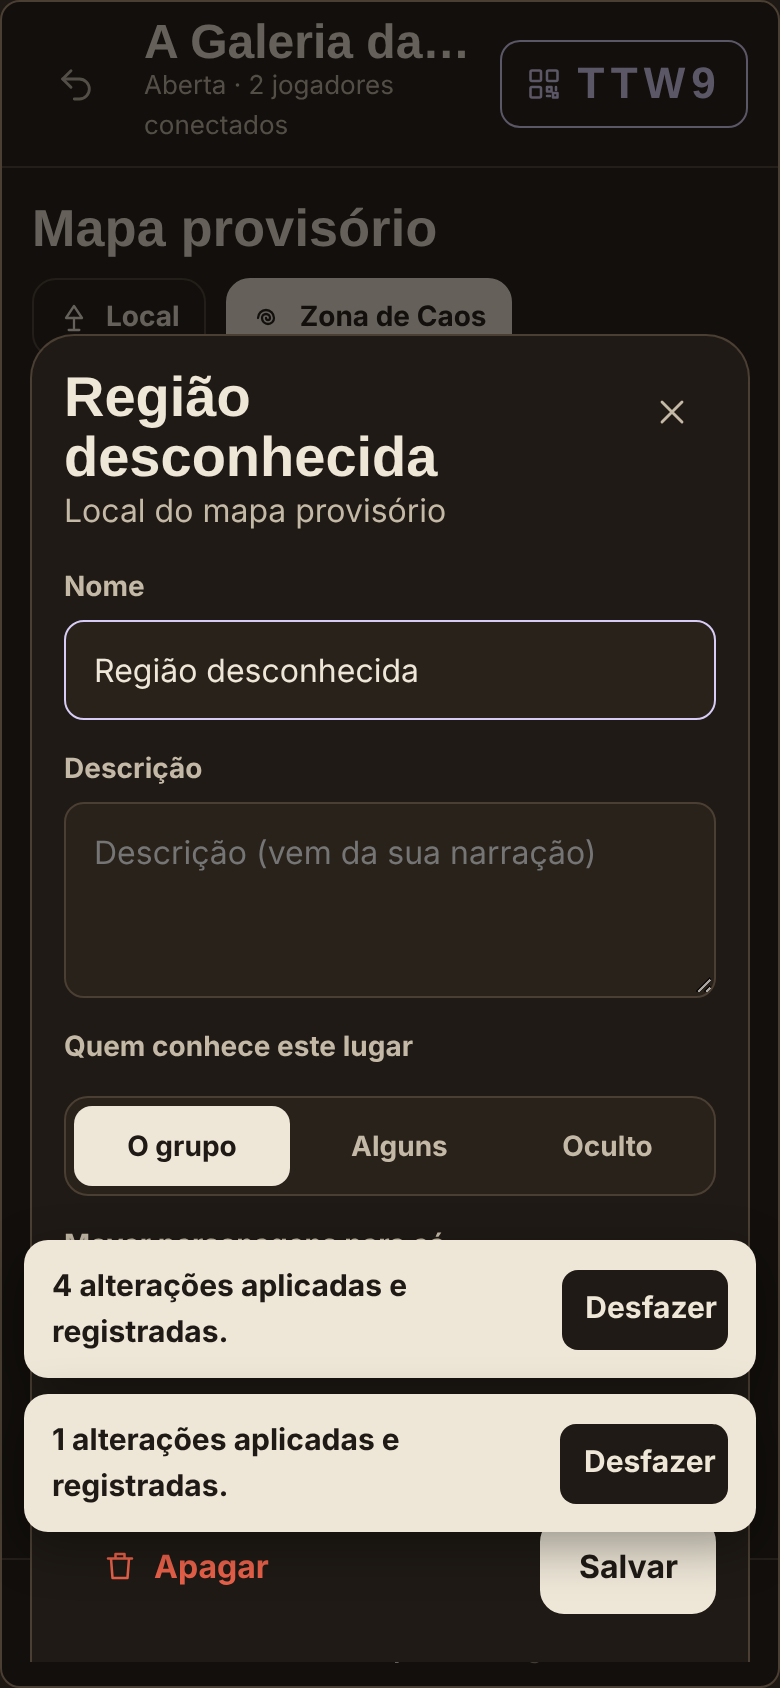 A Galeria da...
Aberta · 2 jogadores
conectados
TTW9
Mapa provisório
Local
Zona de Caos
Região
desconhecida
Local do mapa provisório
Nome
Região desconhecida
Descrição
Descrição (vem da sua narração)
Quem conhece este lugar
O grupo
Alguns
Oculto
4 alterações aplicadas e
registradas.
Desfazer
1 alterações aplicadas e
registradas.
Desfazer
Apagar
Salvar